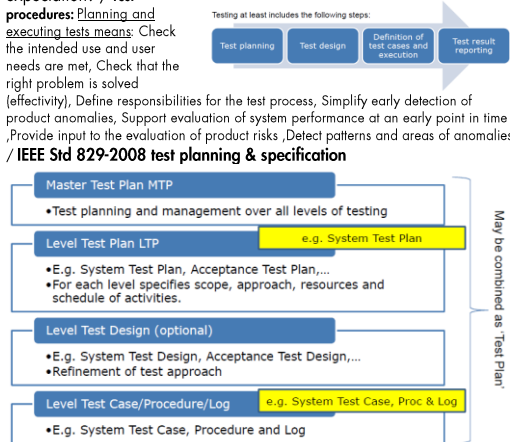 procedures: Planning and
executing tests means: Check
the intended use and user
needs are met, Check that the
right problem is solved
Testing at least includes the following steps:
Test planning
Test design
Definition of
test cases and
execution
Test result
reporting
(effectivity), Define responsibilities for the test process, Simplify early detection of
product anomalies, Support evaluation of system performance at an early point in time
,Provide input to the evaluation of product risks ,Detect patterns and areas of anomalies
/ IEEE Std 829-2008 test planning & specification
Master Test Plan MTP
•Test planning and management over all levels of testing
Level Test Plan LTP
e.g. System Test Plan
•E.g. System Test Plan, Acceptance Test Plan,...
•For each level specifies scope, approach, resources and
schedule of activities.
Level Test Design (optional)
•E.g. System Test Design, Acceptance Test Design,...
•Refinement of test approach
Level Test Case/Procedure/Log
e.g. System Test Case, Proc & Log
•E.g. System Test Case, Procedure and Log
May be combined as 'Test Plan'